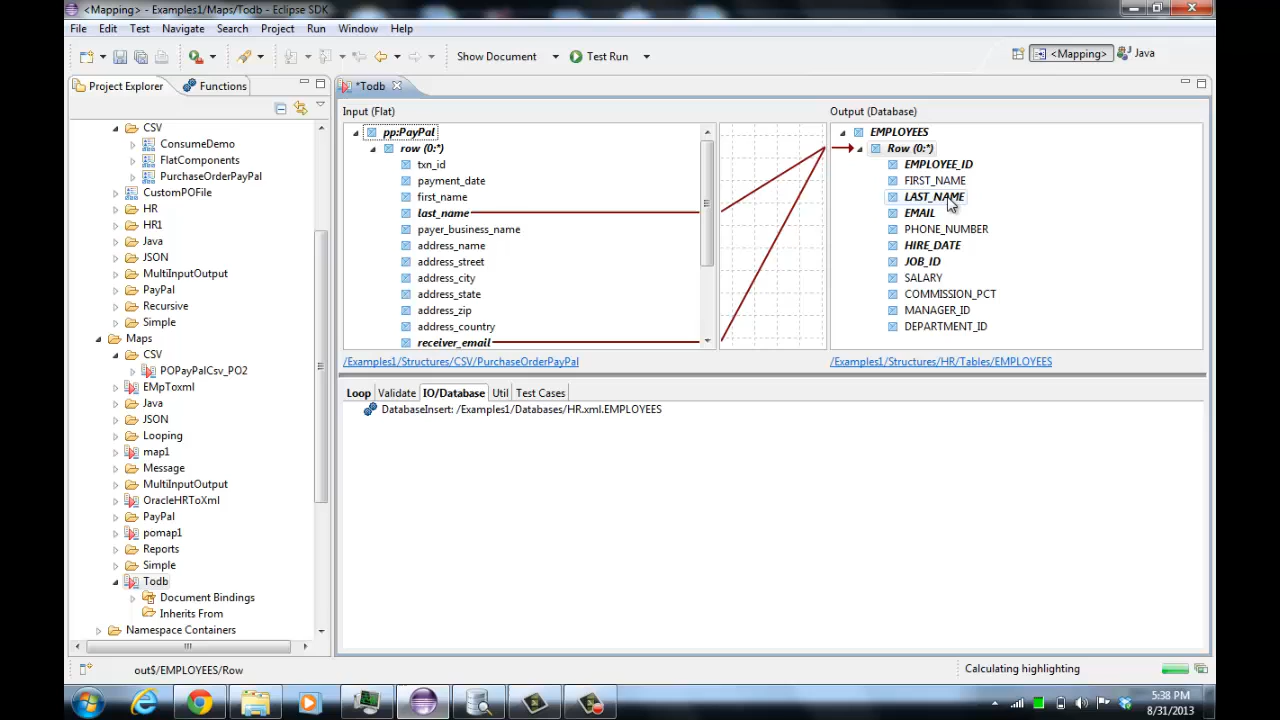 <Mapping> - Examples1/Maps/Todb - Eclipse SDK
File Edit Test Navigate Search Project Run Window Help
Show Document Test Run <Mapping> Java
Project Explorer Functions
CSV
ConsumeDemo
FlatComponents
PurchaseOrderPayPal
CustomPOFile
HR
HR1
Java
JSON
MultiInputOutput
PayPal
Recursive
Simple
Maps
CSV
POPayPalCsv_PO2
EMpToxml
Java
JSON
Looping
map1
Message
MultiInputOutput
OracleHRToXml
PayPal
pomap1
Reports
Simple
Todb
Document Bindings
Inherits From
Namespace Containers
*Todb
Input (Flat)
pp:PayPal
row (0:*)
txn_id
payment_date
first_name
last_name
payer_business_name
address_name
address_street
address_city
address_state
address_zip
address_country
receiver_email
/Examples1/Structures/CSV/PurchaseOrderPayPal
Output (Database)
EMPLOYEES
Row (0:*)
EMPLOYEE_ID
FIRST_NAME
LAST_NAME
EMAIL
PHONE_NUMBER
HIRE_DATE
JOB_ID
SALARY
COMMISSION_PCT
MANAGER_ID
DEPARTMENT_ID
/Examples1/Structures/HR/Tables/EMPLOYEES
Loop Validate IO/Database Util Test Cases
DatabaseInsert: /Examples1/Databases/HR.xml.EMPLOYEES
out$/EMPLOYEES/Row
Calculating highlighting
5:38 PM
8/31/2013